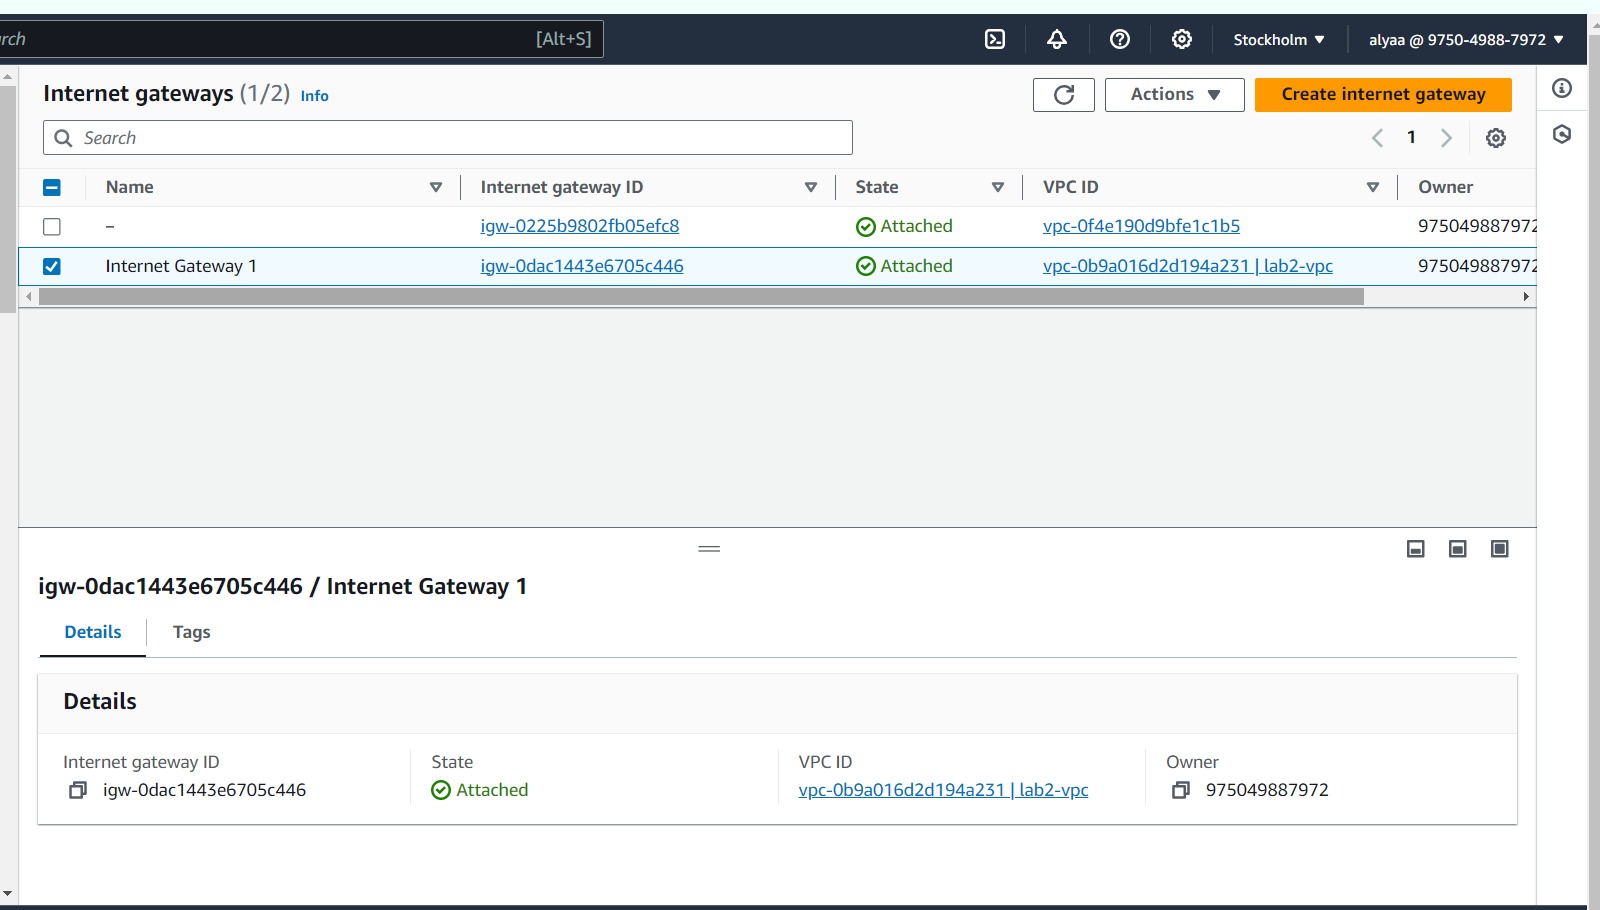 rch [Alt+S] Stockholm alyaa @ 9750-4988-7972
Internet gateways (1/2) Info Actions Create internet gateway
Search 1
Name Internet gateway ID State VPC ID Owner
– igw-0225b9802fb05efc8 Attached vpc-0f4e190d9bfe1c1b5 975049887972
Internet Gateway 1 igw-0dac1443e6705c446 Attached vpc-0b9a016d2d194a231 | lab2-vpc 975049887972
igw-0dac1443e6705c446 / Internet Gateway 1
Details Tags
Details
Internet gateway ID State VPC ID Owner
igw-0dac1443e6705c446 Attached vpc-0b9a016d2d194a231 | lab2-vpc 975049887972